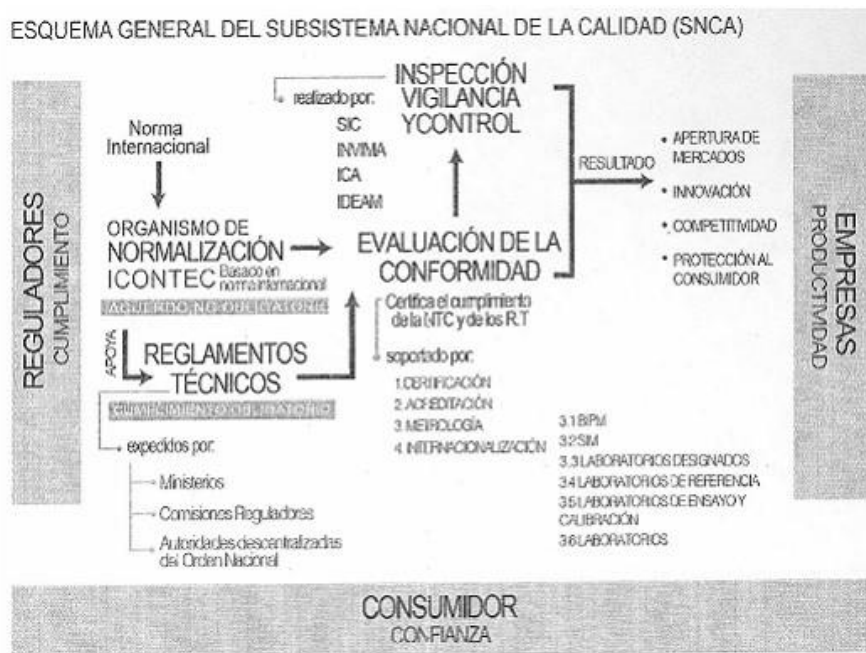 ESQUEMA GENERAL DEL SUBSISTEMA NACIONAL DE LA CALIDAD (SNCA)
REGULADORES
CUMPLIMIENTO
Norma
Internacional
ORGANISMO DE
NORMALIZACIÓN
ICONTEC
Basado en
norma internacional
ACUERDO NO OBLIGATORIO
APOYA
REGLAMENTOS
TÉCNICOS
CUMPLIMIENTO OBLIGATORIO
expedidos por:
Ministerios
Comisiones Reguladores
Autoridades descentralizadas
del Orden Nacional
INSPECCIÓN
VIGILANCIA
YCONTROL
realizado por:
SIC
INVIMA
ICA
IDEAM
EVALUACIÓN DE LA
CONFORMIDAD
Certifica el cumplimiento
de la NTC y de los R.T
soportado por:
1. CERTIFICACIÓN
2. ACREDITACIÓN
3. METROLOGÍA
4. INTERNACIONALIZACIÓN
3.1 BIPM
3.2 SIM
3.3 LABORATORIOS DESIGNADOS
3.4 LABORATORIOS DE REFERENCIA
3.5 LABORATORIOS DE ENSAYO Y
CALIBRACIÓN
3.6 LABORATORIOS
RESULTADO
• APERTURA DE
MERCADOS
• INNOVACIÓN
• COMPETITIVIDAD
• PROTECCIÓN AL
CONSUMIDOR
EMPRESAS
PRODUCTIVIDAD
CONSUMIDOR
CONFIANZA